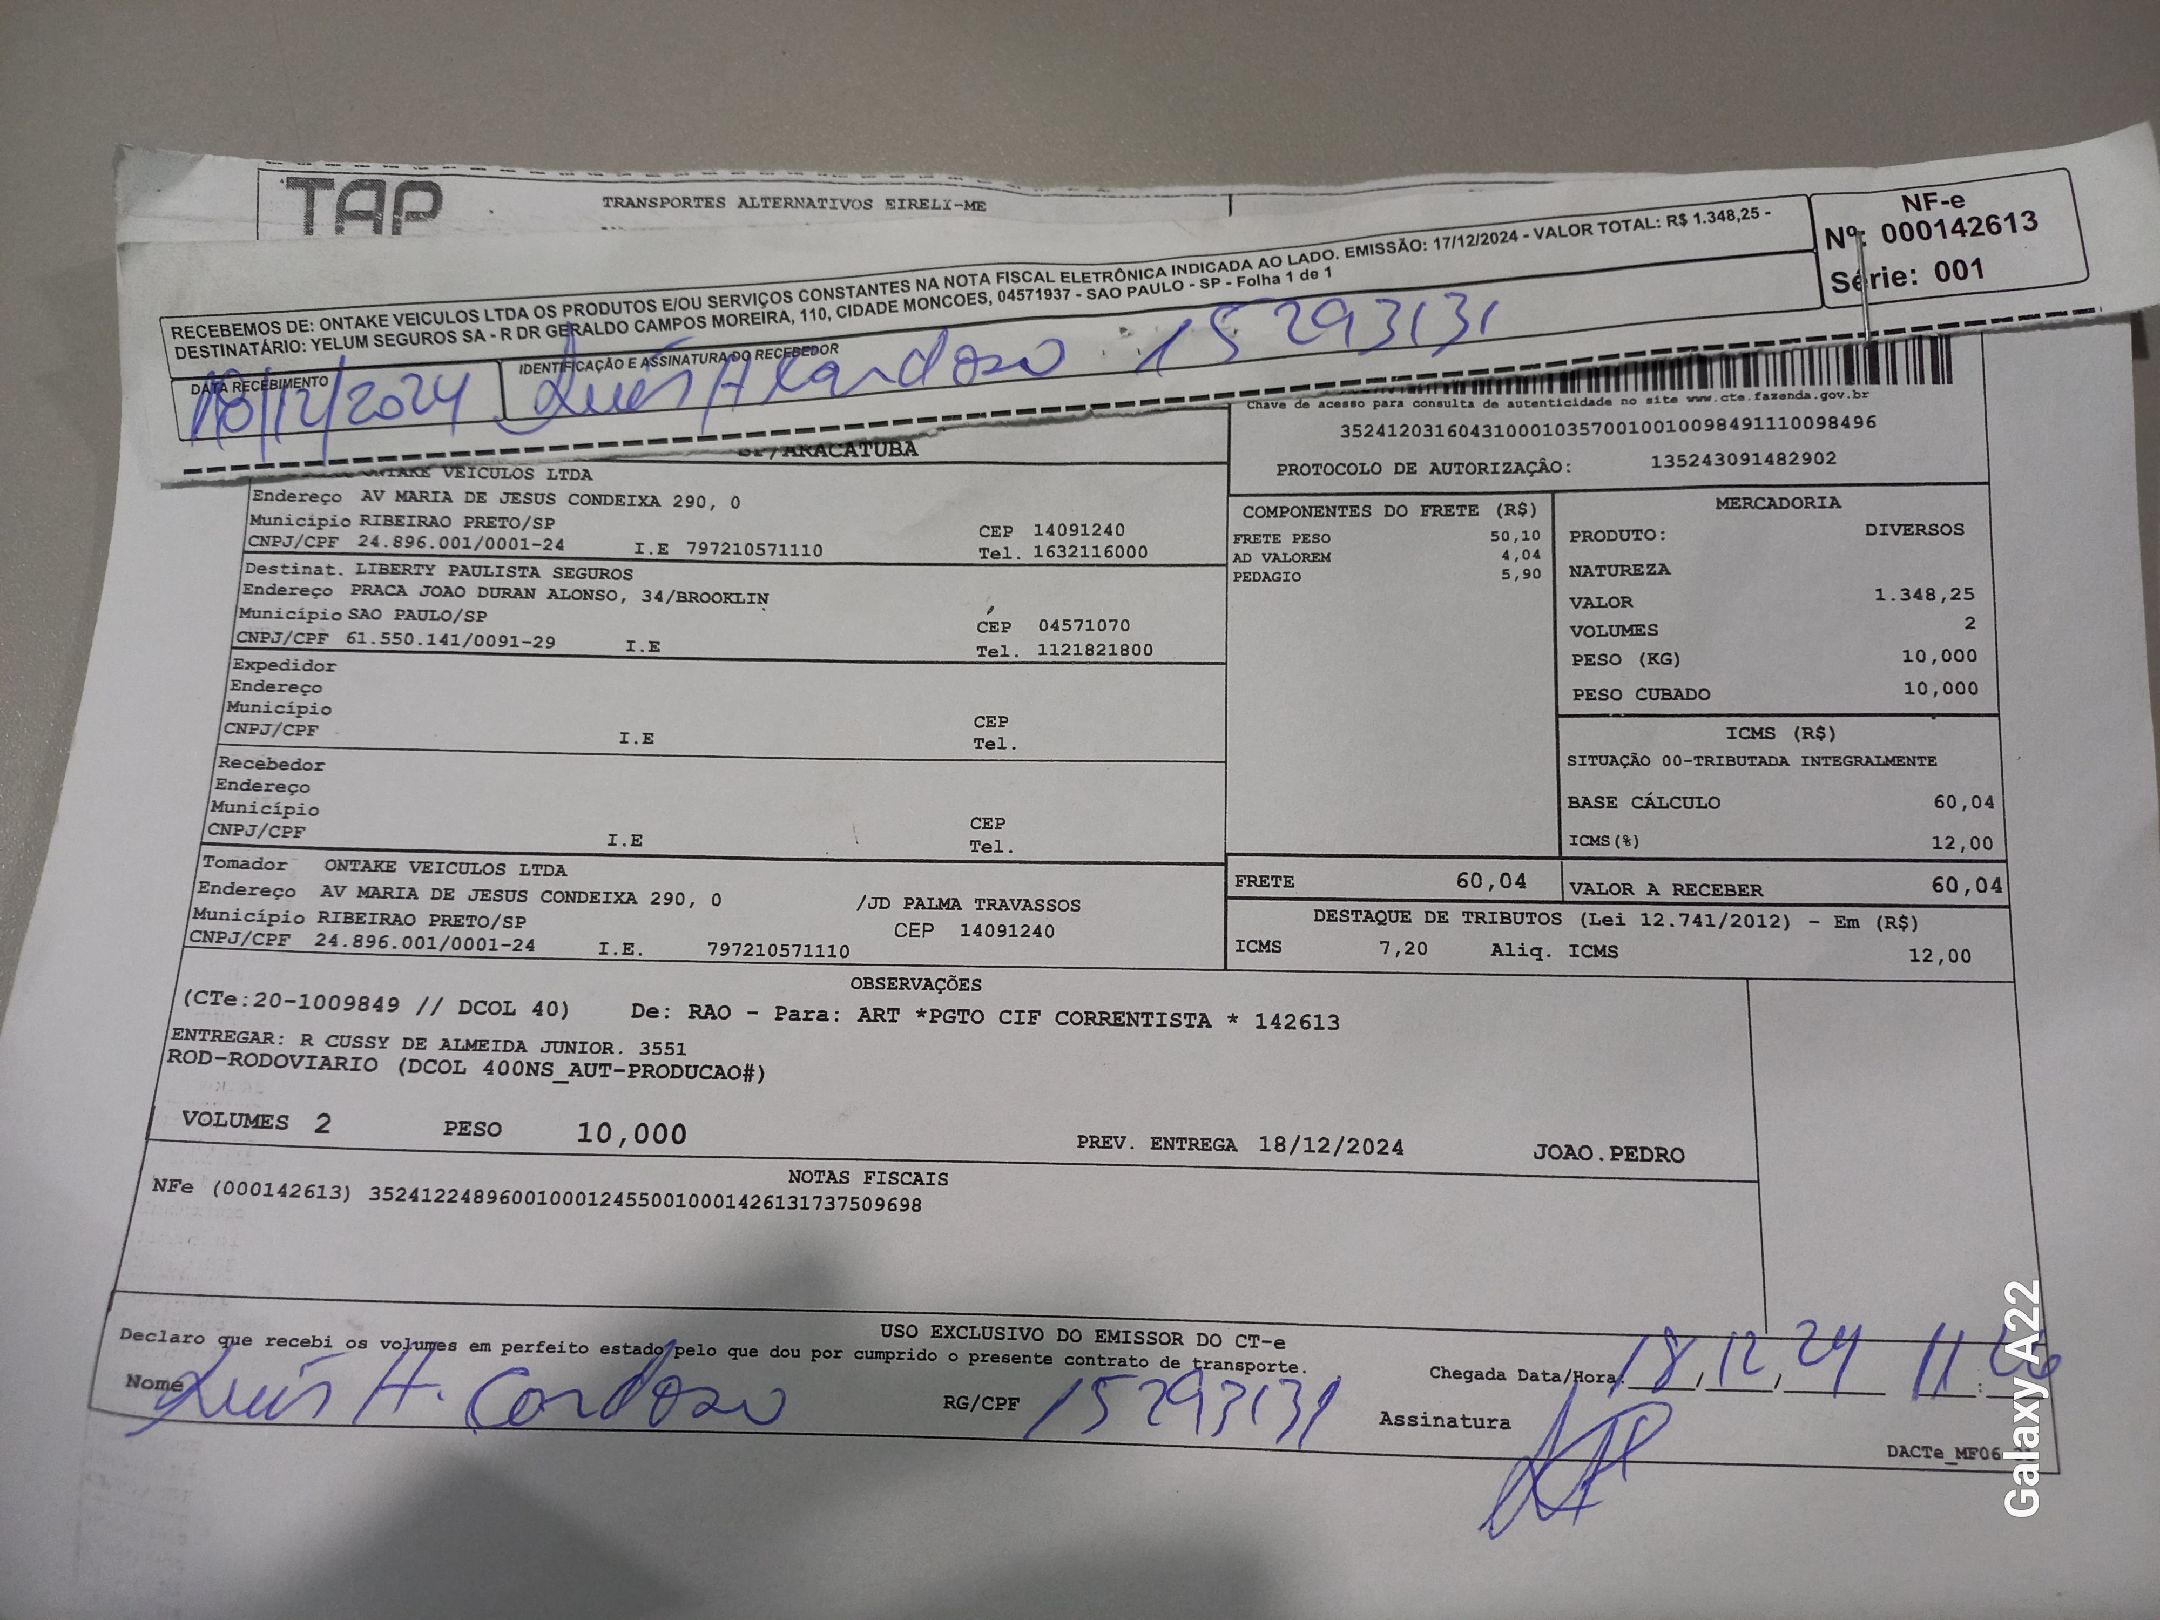 TAP
TRANSPORTES ALTERNATIVOS EIRELI-ME
RECEBEMOS DE: ONTAKE VEICULOS LTDA OS PRODUTOS E/OU SERVIÇOS CONSTANTES NA NOTA FISCAL ELETRÔNICA INDICADA AO LADO. EMISSÃO: 17/12/2024 - VALOR TOTAL: R$ 1.348,25 -
DESTINATÁRIO: YELUM SEGUROS SA - R DR GERALDO CAMPOS MOREIRA, 110, CIDADE MONCOES, 04571937 - SAO PAULO - SP - Folha 1 de 1
NF-e
Nº: 000142613
Série: 001
DATA RECEBIMENTO
18/12/2024
IDENTIFICAÇÃO E ASSINATURA DO RECEBEDOR
Luis A Cardoso 15293131
Chave de acesso para consulta de autenticidade no site www.cte.fazenda.gov.br
35241203160431000103570010010098491110098496
PROTOCOLO DE AUTORIZAÇÃO: 135243091482902
SP/ARACATUBA
ONTAKE VEICULOS LTDA
Endereço AV MARIA DE JESUS CONDEIXA 290, 0
Município RIBEIRAO PRETO/SP CEP 14091240
CNPJ/CPF 24.896.001/0001-24 I.E 797210571110 Tel. 1632116000
Destinat. LIBERTY PAULISTA SEGUROS
Endereço PRACA JOAO DURAN ALONSO, 34/BROOKLIN
Município SAO PAULO/SP CEP 04571070
CNPJ/CPF 61.550.141/0091-29 I.E Tel. 1121821800
Expedidor
Endereço
Município CEP
CNPJ/CPF I.E Tel.
Recebedor
Endereço
Município CEP
CNPJ/CPF I.E Tel.
Tomador ONTAKE VEICULOS LTDA
Endereço AV MARIA DE JESUS CONDEIXA 290, 0 /JD PALMA TRAVASSOS
Município RIBEIRAO PRETO/SP CEP 14091240
CNPJ/CPF 24.896.001/0001-24 I.E. 797210571110
COMPONENTES DO FRETE (R$)
FRETE PESO 50,10
AD VALOREM 4,04
PEDAGIO 5,90
MERCADORIA
PRODUTO: DIVERSOS
NATUREZA
VALOR 1.348,25
VOLUMES 2
PESO (KG) 10,000
PESO CUBADO 10,000
ICMS (R$)
SITUAÇÃO 00-TRIBUTADA INTEGRALMENTE
BASE CÁLCULO 60,04
ICMS(%) 12,00
FRETE 60,04 VALOR A RECEBER 60,04
DESTAQUE DE TRIBUTOS (Lei 12.741/2012) - Em (R$)
ICMS 7,20 Aliq. ICMS 12,00
OBSERVAÇÕES
(CTe:20-1009849 // DCOL 40) De: RAO - Para: ART *PGTO CIF CORRENTISTA * 142613
ENTREGAR: R CUSSY DE ALMEIDA JUNIOR. 3551
ROD-RODOVIARIO (DCOL 400NS_AUT-PRODUCAO#)
VOLUMES 2 PESO 10,000 PREV. ENTREGA 18/12/2024 JOAO.PEDRO
NOTAS FISCAIS
NFe (000142613) 35241224896001000124550010001426131737509698
USO EXCLUSIVO DO EMISSOR DO CT-e
Declaro que recebi os volumes em perfeito estado pelo que dou por cumprido o presente contrato de transporte.
Nome Luis A. Cardoso RG/CPF 15293131
Chegada Data/Hora 18,12,24 11:
Assinatura
DACTe_MF06
Galaxy A22